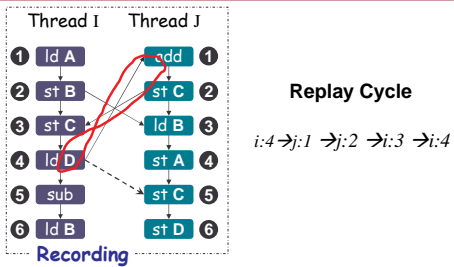 Thread I Thread J
1 ld A add 1
2 st B st C 2
3 st C ld B 3
4 ld D st A 4
5 sub st C 5
6 ld B st D 6
Recording
Replay Cycle
i:4→j:1 →j:2 →i:3 →i:4